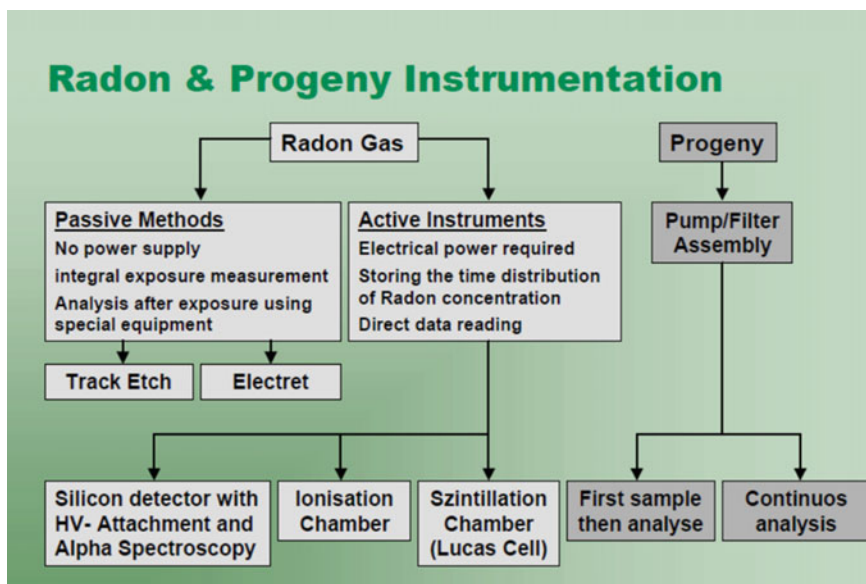 Radon & Progeny Instrumentation
Radon Gas
Progeny
Passive Methods
No power supply
integral exposure measurement
Analysis after exposure using
special equipment
Active Instruments
Electrical power required
Storing the time distribution
of Radon concentration
Direct data reading
Pump/Filter
Assembly
Track Etch
Electret
Silicon detector with
HV- Attachment and
Alpha Spectroscopy
Ionisation
Chamber
Szintillation
Chamber
(Lucas Cell)
First sample
then analyse
Continuos
analysis